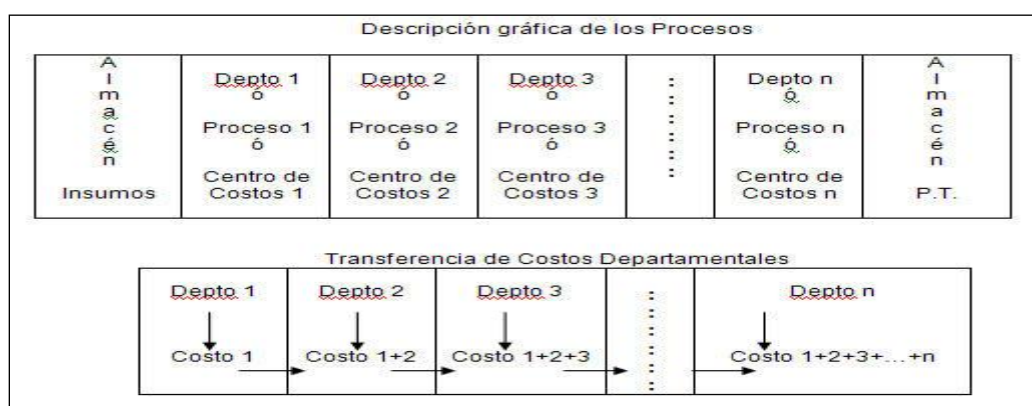 Descripción gráfica de los Procesos
Almacén
Insumos
Depto 1
ó
Proceso 1
ó
Centro de
Costos 1
Depto 2
ó
Proceso 2
ó
Centro de
Costos 2
Depto 3
ó
Proceso 3
ó
Centro de
Costos 3
Depto n
ó
Proceso n
ó
Centro de
Costos n
Almacén
P.T.
Transferencia de Costos Departamentales
Depto 1
Costo 1
Depto 2
Costo 1+2
Depto 3
Costo 1+2+3
Depto n
Costo 1+2+3+...+n